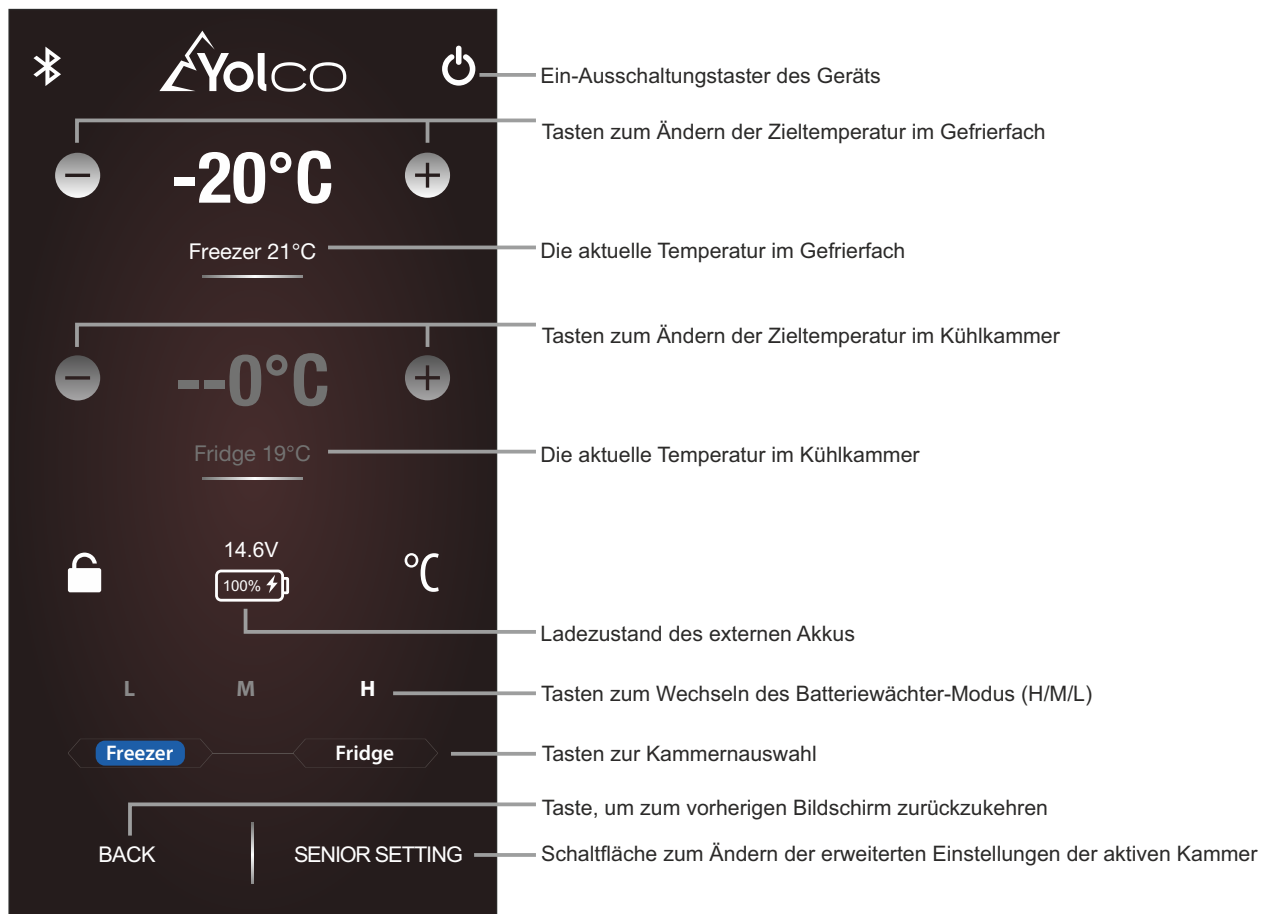 Yolco
Ein-Ausschaltungstaster des Geräts
Tasten zum Ändern der Zieltemperatur im Gefrierfach
-20°C
Freezer 21°C
Die aktuelle Temperatur im Gefrierfach
Tasten zum Ändern der Zieltemperatur im Kühlkammer
--0°C
Fridge 19°C
Die aktuelle Temperatur im Kühlkammer
14.6V
100%
°C
Ladezustand des externen Akkus
L M H
Tasten zum Wechseln des Batteriewächter-Modus (H/M/L)
Freezer Fridge
Tasten zur Kammernauswahl
Taste, um zum vorherigen Bildschirm zurückzukehren
BACK SENIOR SETTING
Schaltfläche zum Ändern der erweiterten Einstellungen der aktiven Kammer